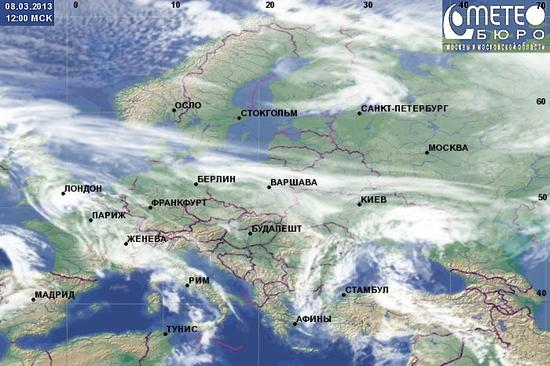 08.03.2013
12:00 МСК
0
10
20
30
40
70
МЕТЕО
БЮРО
МОСКВЫ И МОСКОВСКОЙ ОБЛАСТИ
60
ОСЛО
СТОКГОЛЬМ
САНКТ-ПЕТЕРБУРГ
МОСКВА
БЕРЛИН
ВАРШАВА
ЛОНДОН
50
ФРАНКФУРТ
КИЕВ
ПАРИЖ
БУДАПЕШТ
ЖЕНЕВА
РИМ
СТАМБУЛ
МАДРИД
40
АФИНЫ
ТУНИС